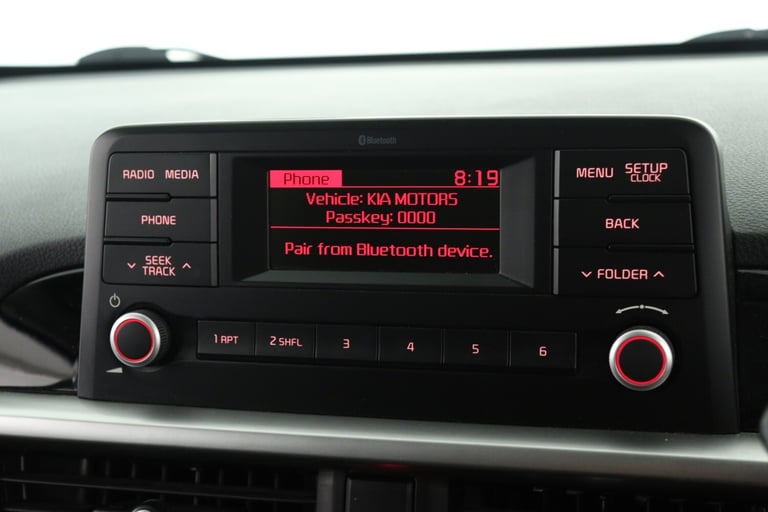 Bluetooth
RADIO MEDIA
PHONE
SEEK
TRACK
Phone 8:19
Vehicle: KIA MOTORS
Passkey: 0000
Pair from Bluetooth device.
MENU SETUP
CLOCK
BACK
FOLDER
1 RPT 2 SHFL 3 4 5 6